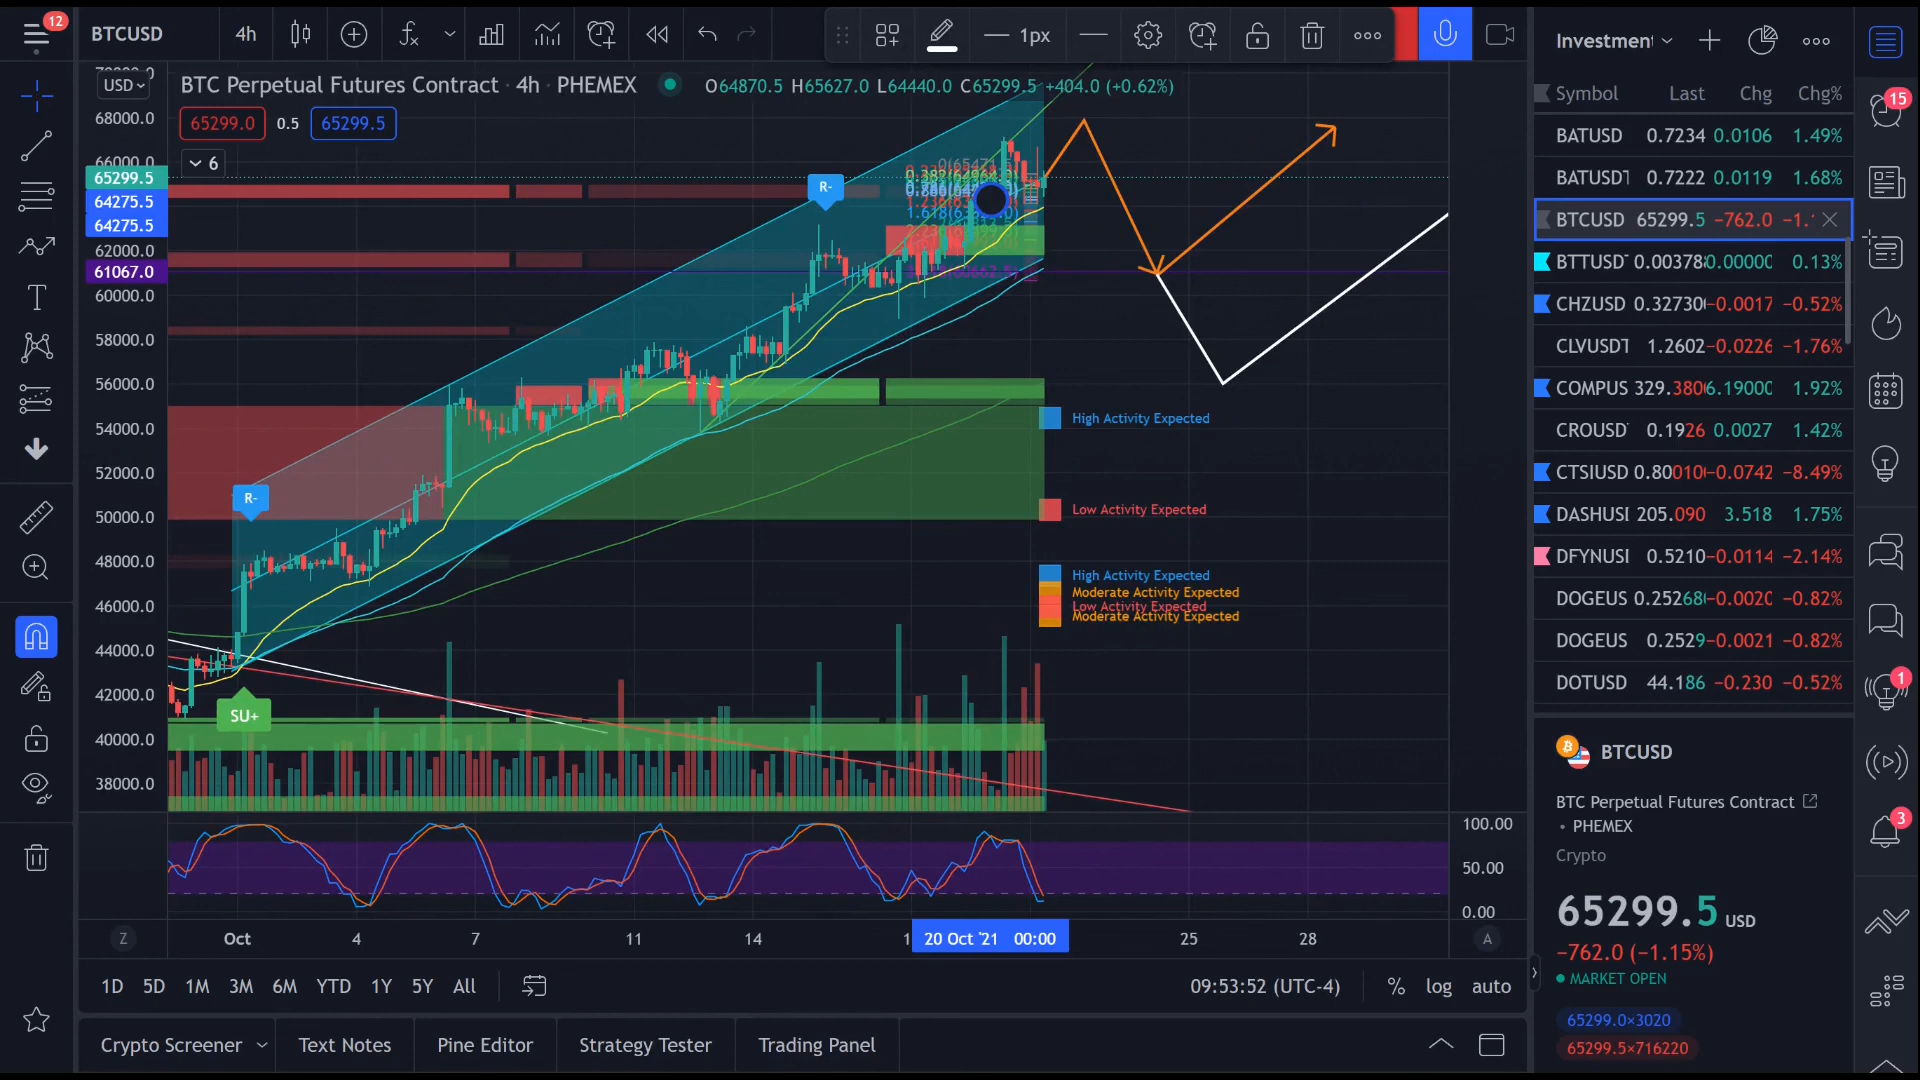 12
BTCUSD
4h
1px
BTC Perpetual Futures Contract · 4h · PHEMEX
O64870.5 H65627.0 L64440.0 C65299.5 +404.0 (+0.62%)
USD
65299.0
0.5
65299.5
6
68000.0
66000.0
65299.5
64275.5
64275.5
62000.0
61067.0
60000.0
58000.0
56000.0
54000.0
52000.0
50000.0
48000.0
46000.0
44000.0
42000.0
40000.0
38000.0
R-
R-
SU+
High Activity Expected
Low Activity Expected
High Activity Expected
Moderate Activity Expected
Low Activity Expected
Moderate Activity Expected
100.00
50.00
0.00
Z
Oct
4
7
11
14
20 Oct '21 00:00
25
28
A
1D 5D 1M 3M 6M YTD 1Y 5Y All
09:53:52 (UTC-4)
% log auto
Crypto Screener
Text Notes
Pine Editor
Strategy Tester
Trading Panel
Symbol Last Chg Chg%
BATUSD 0.7234 0.0106 1.49%
0.7222 0.0119 1.68%
BTCUSD 65299.5 −762.0
0.13%
CHZUSD −0.52%
1.2602 −0.0226 −1.76%
COMPUS 1.92%
0.1926 0.0027 1.42%
−8.49%
205.090 3.518 1.75%
−0.0114 −2.14%
DOGEUS −0.82%
DOGEUS 0.2529 −0.0021 −0.82%
DOTUSD 44.186 −0.230 −0.52%
BTCUSD
BTC Perpetual Futures Contract
• PHEMEX
Crypto
65299.5 USD
−762.0 (−1.15%)
MARKET OPEN
65299.0×3020
65299.5×716220
15
1
3